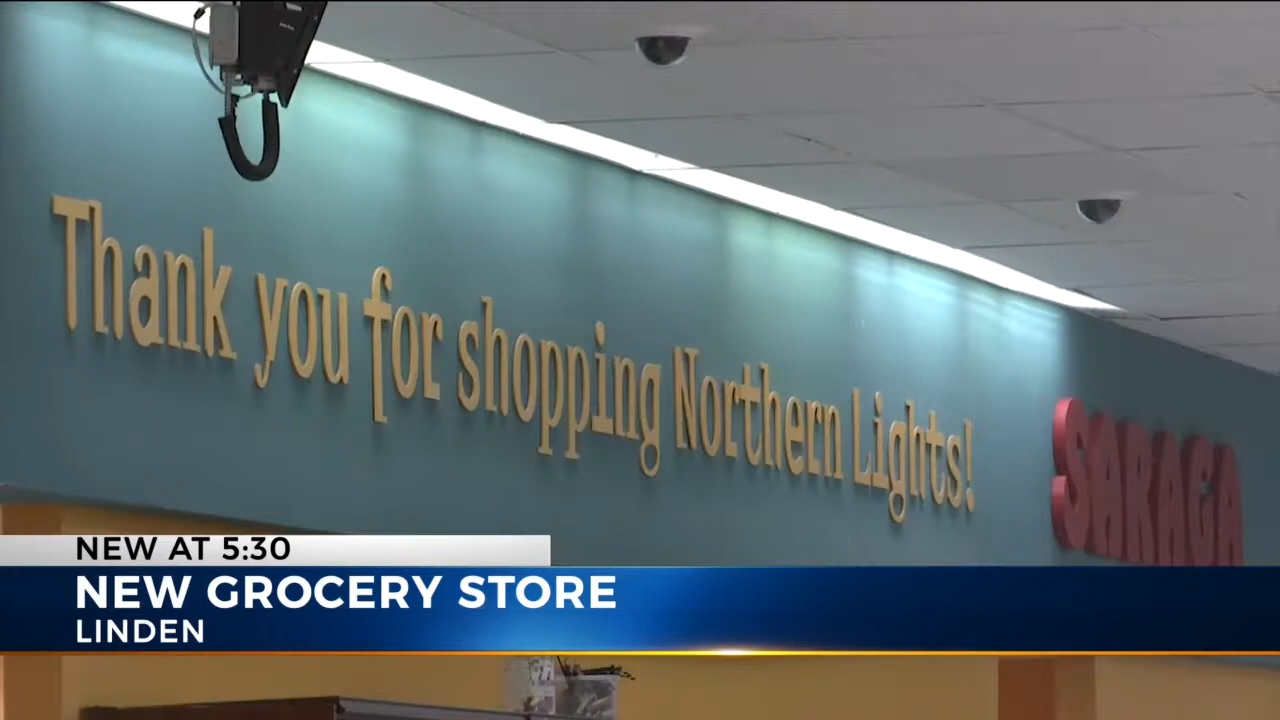 Thank you for shopping Northern Lights!
SARAGA
NEW AT 5:30
NEW GROCERY STORE
LINDEN